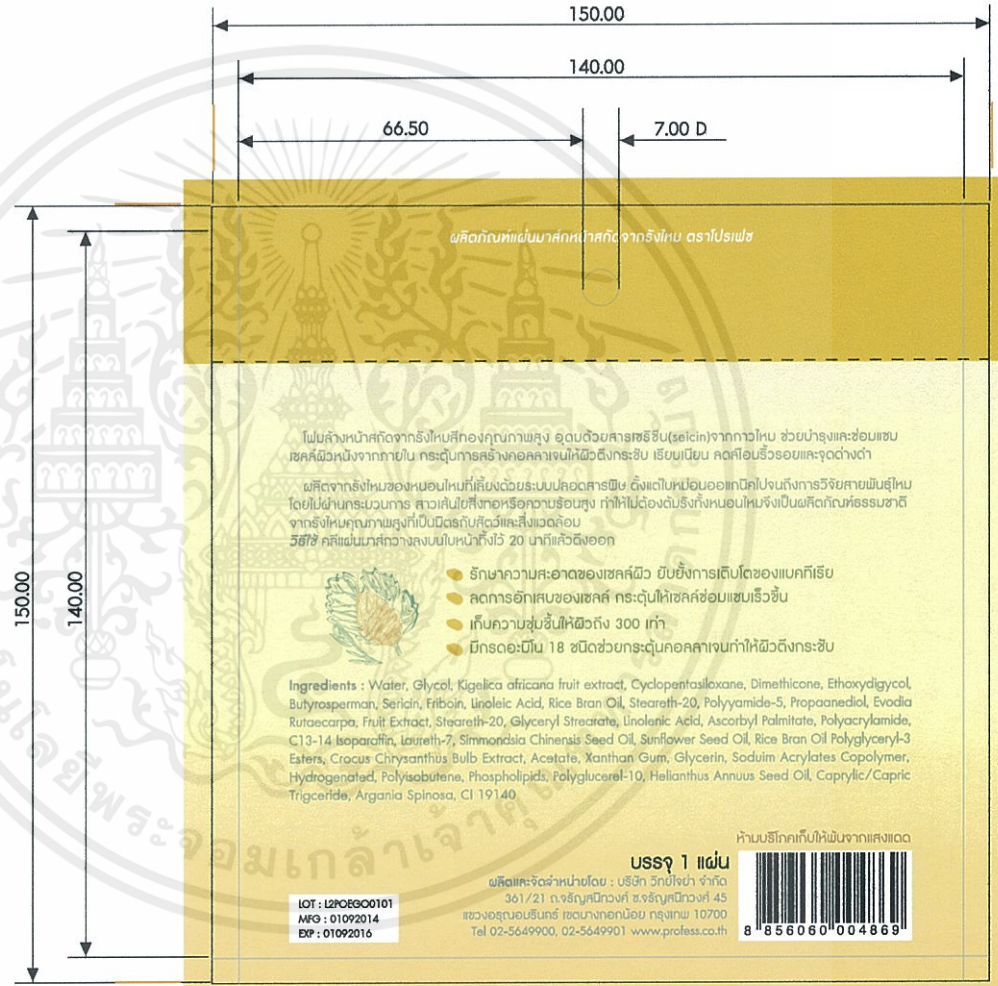 150.00
140.00
66.50
7.00 D
150.00
140.00
ผลิตภัณฑ์แผ่นมาส์กหน้าสกัดจากรังไหม ตราโปรเฟซ
โฟมล้างหน้าสกัดจากรังไหมสีทองคุณภาพสูง อุดมด้วยสารเซริซีน(seicin)จากกาวไหม ช่วยบำรุงและซ่อมแซม
เซลล์ผิวหนังจากภายใน กระตุ้นการสร้างคอลลาเจนให้ผิวตึงกระชับ เรียบเนียน ลดเลือนริ้วรอยและจุดด่างดำ
ผลิตจากรังไหมของหนอนไหมที่เลี้ยงด้วยระบบปลอดสารพิษ ตั้งแต่ใบหม่อนออแกนิคไปจนถึงการวิจัยสายพันธุ์ไหม
โดยไม่ผ่านกระบวนการ สาวเส้นใยสิ่งทอหรือความร้อนสูง ทำให้ไม่ต้องต้มรังทั้งหนอนไหมจึงเป็นผลิตภัณฑ์ธรรมชาติ
จากรังไหมคุณภาพสูงที่เป็นมิตรกับสัตว์และสิ่งแวดล้อม
วิธีใช้ คลี่แผ่นมาส์กวางลงบนใบหน้าทิ้งไว้ 20 นาทีแล้วดึงออก
รักษาความสะอาดของเซลล์ผิว ยับยั้งการเติบโตของแบคทีเรีย
ลดการอักเสบของเซลล์ กระตุ้นให้เซลล์ซ่อมแซมเร็วขึ้น
เก็บความชุ่มชื้นให้ผิวถึง 300 เท่า
มีกรดอะมิโน 18 ชนิดช่วยกระตุ้นคอลลาเจนทำให้ผิวตึงกระชับ
Ingredients : Water, Glycol, Kigelica africana fruit extract, Cyclopentasiloxane, Dimethicone, Ethoxydigycol,
Butyrosperman, Sericin, Friboin, Linoleic Acid, Rice Bran Oil, Steareth-20, Polyyamide-5, Propaanediol, Evodia
Rutaecarpa, Fruit Extract, Steareth-20, Glyceryl Strearate, Linolenic Acid, Ascorbyl Palmitate, Polyacrylamide,
C13-14 Isoparaffin, Laureth-7, Simmondsia Chinensis Seed Oil, Sunflower Seed Oil, Rice Bran Oil Polyglyceryl-3
Esters, Crocus Chrysanthus Bulb Extract, Acetate, Xanthan Gum, Glycerin, Soduim Acrylates Copolymer,
Hydrogenated, Polyisobutene, Phospholipids, Polyglucerel-10, Helianthus Annuus Seed Oil, Caprylic/Capric
Trigceride, Argania Spinosa, CI 19140
ห้ามบริโภคเก็บให้พ้นจากแสงแดด
บรรจุ 1 แผ่น
ผลิตและจัดจำหน่ายโดย : บริษัท วิทย์ไจย่า จำกัด
361/21 ถ.จรัญสนิทวงศ์ ซ.จรัญสนิทวงศ์ 45
แขวงอรุณอมรินทร์ เขตบางกอกน้อย กรุงเทพ 10700
Tel 02-5649900, 02-5649901 www.profess.co.th
LOT : L2POEGO0101
MFG : 01092014
EXP : 01092016
8 856060 004869